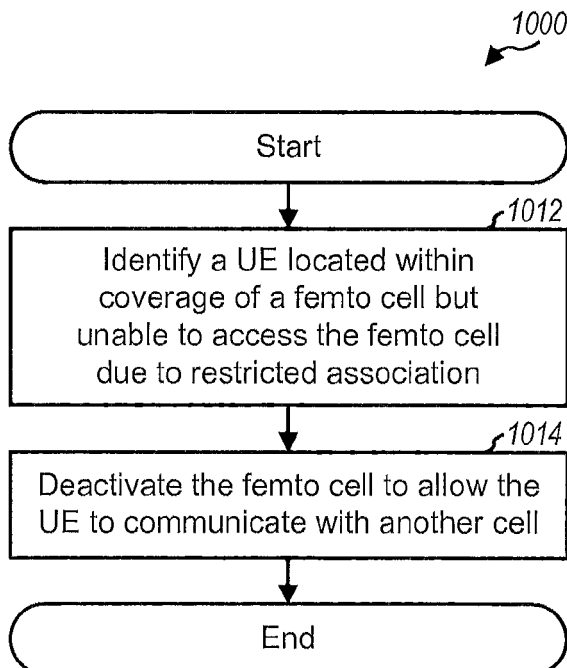 1000
Start
1012
Identify a UE located within
coverage of a femto cell but
unable to access the femto cell
due to restricted association
1014
Deactivate the femto cell to allow the
UE to communicate with another cell
End